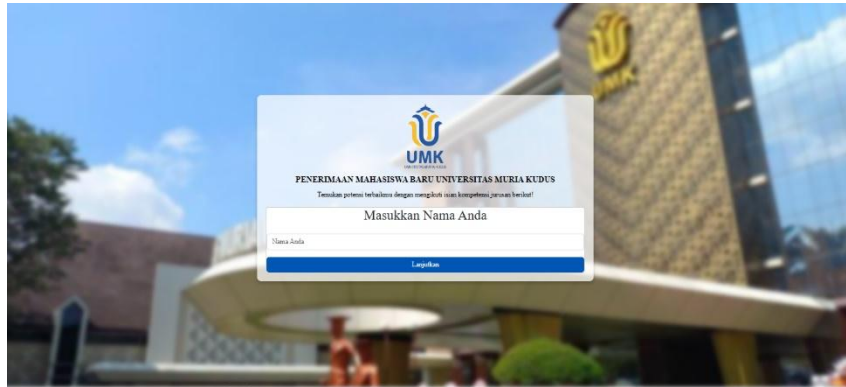 UMK
UMK
PENERIMAAN MAHASISWA BARU UNIVERSITAS MURIA KUDUS
Temukan potensi terbaikmu dengan mengikuti isian kompetensi jurusan berikut!
Masukkan Nama Anda
Nama Anda
Lanjutkan